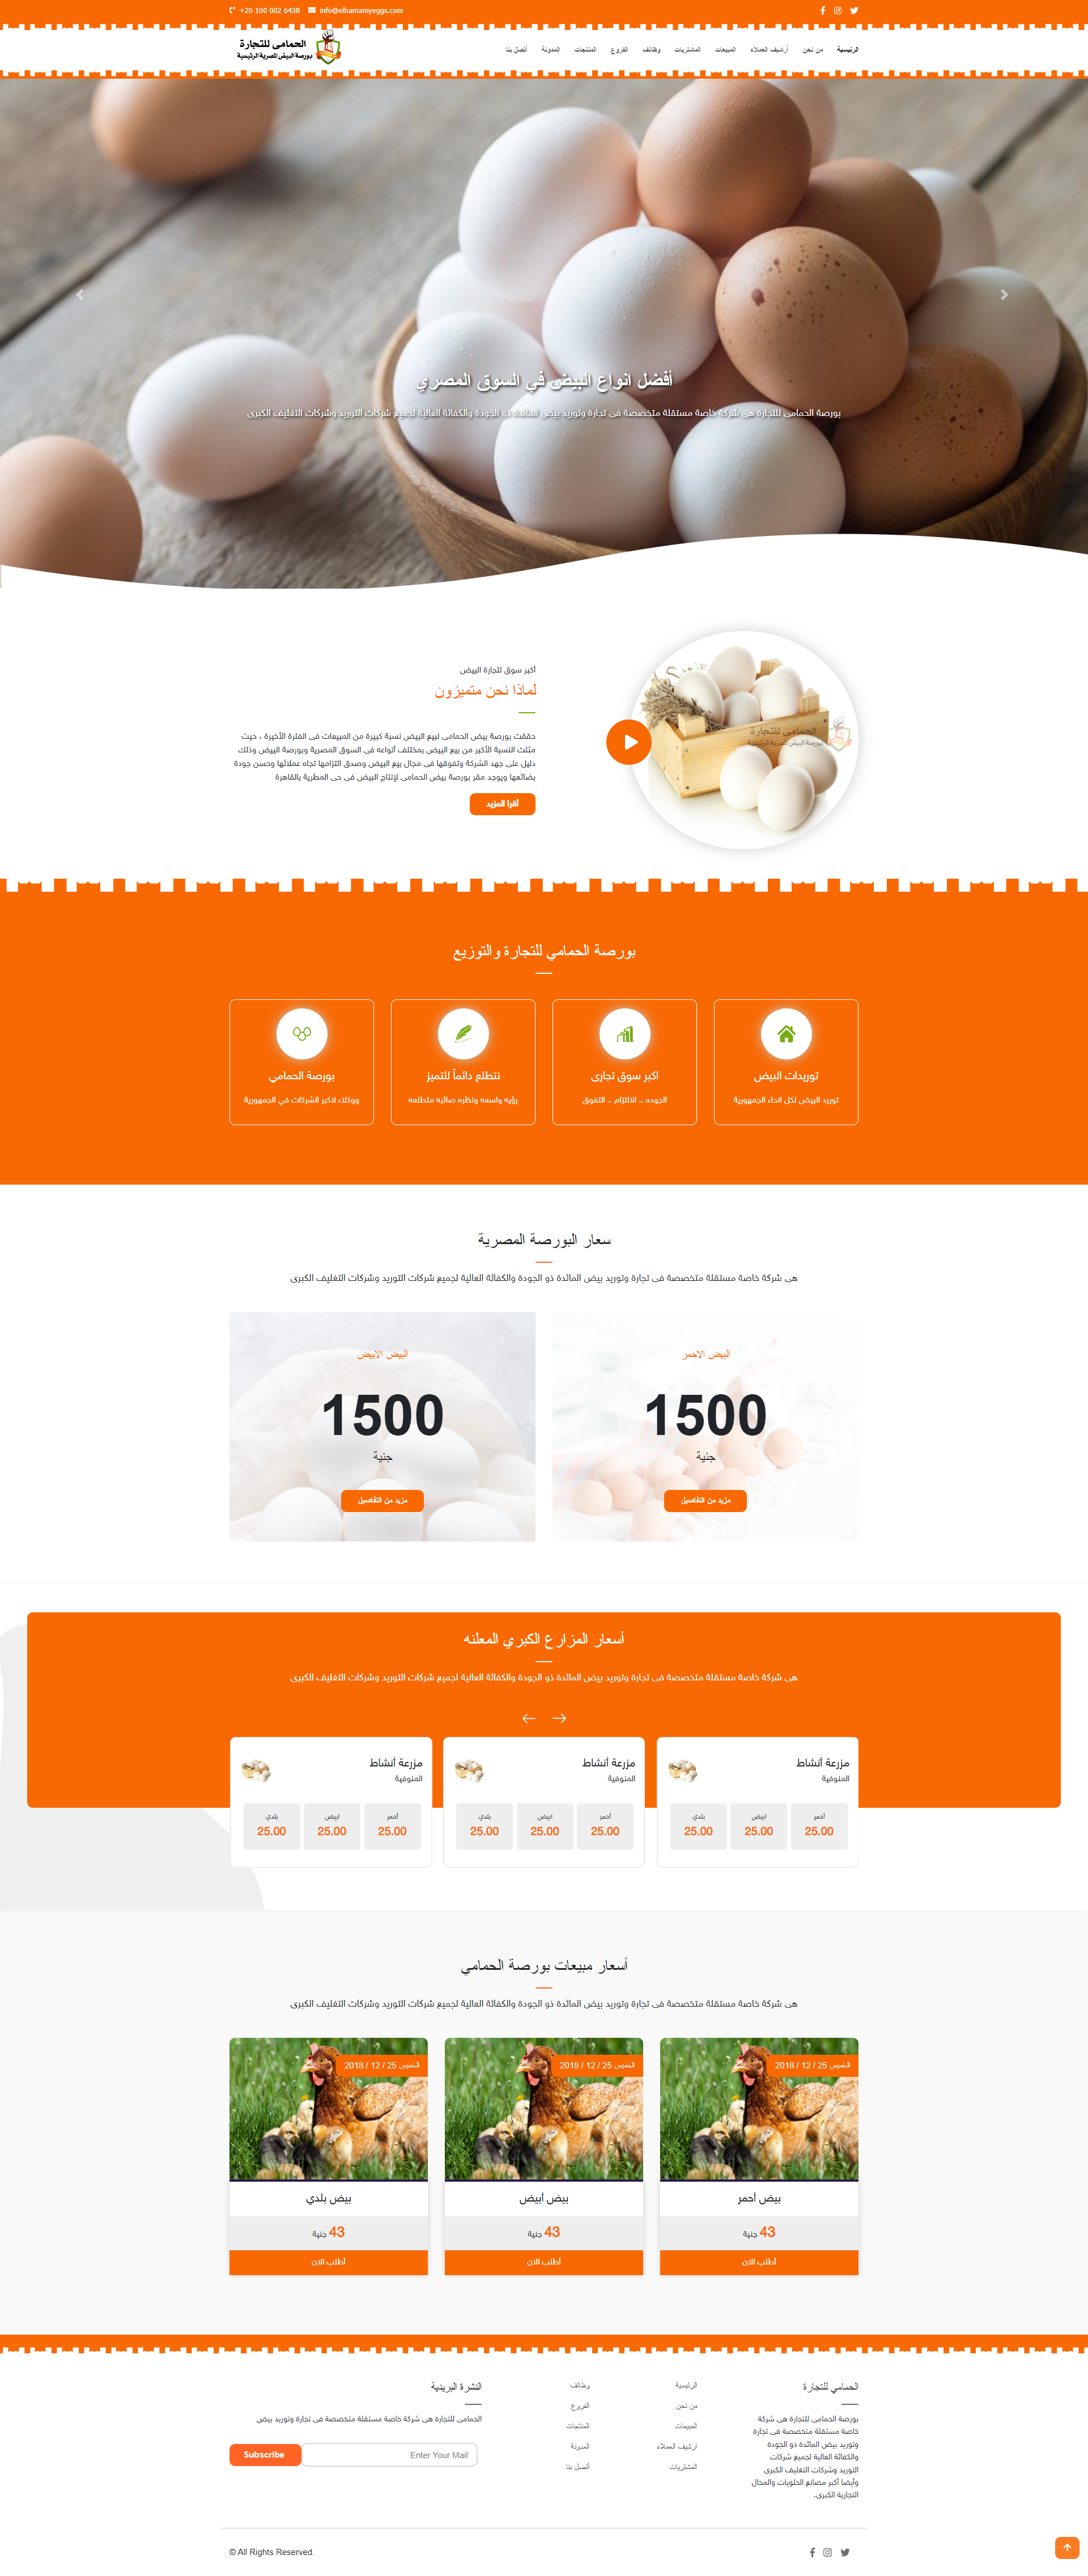 +20 100 002 6438 info@elhamamyeggs.com
الحمامى للتجارة
بورصة البيض المصرية الرئيسية
الرئيسية من نحن أرشيف العملاء المبيعات المشتريات وظائف الفروع المنتجات المدونة أتصل بنا
أفضل انواع البيض في السوق المصري
بورصة الحمامى للتجارة هى شركة خاصة مستقلة متخصصة فى تجارة وتوريد بيض المائدة ذو الجودة والكفائة العالية لجميع شركات التوريد وشركات التغليف الكبرى
أكبر سوق لتجارة البيض
لماذا نحن متميزون
حققت بورصة بيض الحمامى لبيع البيض نسبة كبيرة من المبيعات فى الفترة الأخيرة ، حيث
مثلت النسبة الأكبر من بيع البيض بمختلف أنواعه فى السوق المصرية وبورصة البيض وذلك
دليل على جهد الشركة وتفوقها فى مجال بيع البيض وصدق التزامها تجاه عملائها وحسن جودة
بضائعها ويوجد مقر بورصة بيض الحمامى لإنتاج البيض فى حى المطرية بالقاهرة
أقرا المزيد
الحمامى للتجارة
بورصة البيض المصرية الرئيسية
بورصة الحمامي للتجارة والتوزيع
توريدات البيض
توريد البيض لكل انحاء الجمهورية
اكبر سوق تجارى
الجوده .. الالتزام .. التفوق
نتطلع دائماً للتميز
رؤيه واسعه ونظره صائبه متطلعه
بورصة الحمامي
ووكلاء لاكبر الشركات في الجمهورية
سعار البورصة المصرية
هى شركة خاصة مستقلة متخصصة فى تجارة وتوريد بيض المائدة ذو الجودة والكفائة العالية لجميع شركات التوريد وشركات التغليف الكبرى
البيض الاحمر
1500
جنية
مزيد من التفاصيل
البيض الابيض
1500
جنية
مزيد من التفاصيل
أسعار المزارع الكبري المعلنه
هى شركة خاصة مستقلة متخصصة فى تجارة وتوريد بيض المائدة ذو الجودة والكفائة العالية لجميع شركات التوريد وشركات التغليف الكبرى
مزرعة أنشاط
المنوفية
أحمر ابيض بلدي
25.00 25.00 25.00
مزرعة أنشاط
المنوفية
أحمر ابيض بلدي
25.00 25.00 25.00
مزرعة أنشاط
المنوفية
أحمر ابيض بلدي
25.00 25.00 25.00
أسعار مبيعات بورصة الحمامي
هى شركة خاصة مستقلة متخصصة فى تجارة وتوريد بيض المائدة ذو الجودة والكفائة العالية لجميع شركات التوريد وشركات التغليف الكبرى
الخميس 25 / 12 / 2018
بيض أحمر
43 جنية
أطلب الان
الخميس 25 / 12 / 2018
بيض أبيض
43 جنية
أطلب الان
الخميس 25 / 12 / 2018
بيض بلدي
43 جنية
أطلب الان
الحمامي للتجارة
بورصة الحمامى للتجارة هى شركة
خاصة مستقلة متخصصة فى تجارة
وتوريد بيض المائدة ذو الجودة
والكفائة العالية لجميع شركات
التوريد وشركات التغليف الكبرى
وأيضا أكبر مصانع الحلويات والمحال
التجارية الكبرى.
الرئيسية
من نحن
المبيعات
ارشيف العملاء
المشتريات
وظائف
الفروع
المنتجات
المدونة
أتصل بنا
النشرة البريدية
الحمامى للتجارة هى شركة خاصة مستقلة متخصصة فى تجارة وتوريد بيض
Enter Your Mail
Subscribe
© All Rights Reserved.